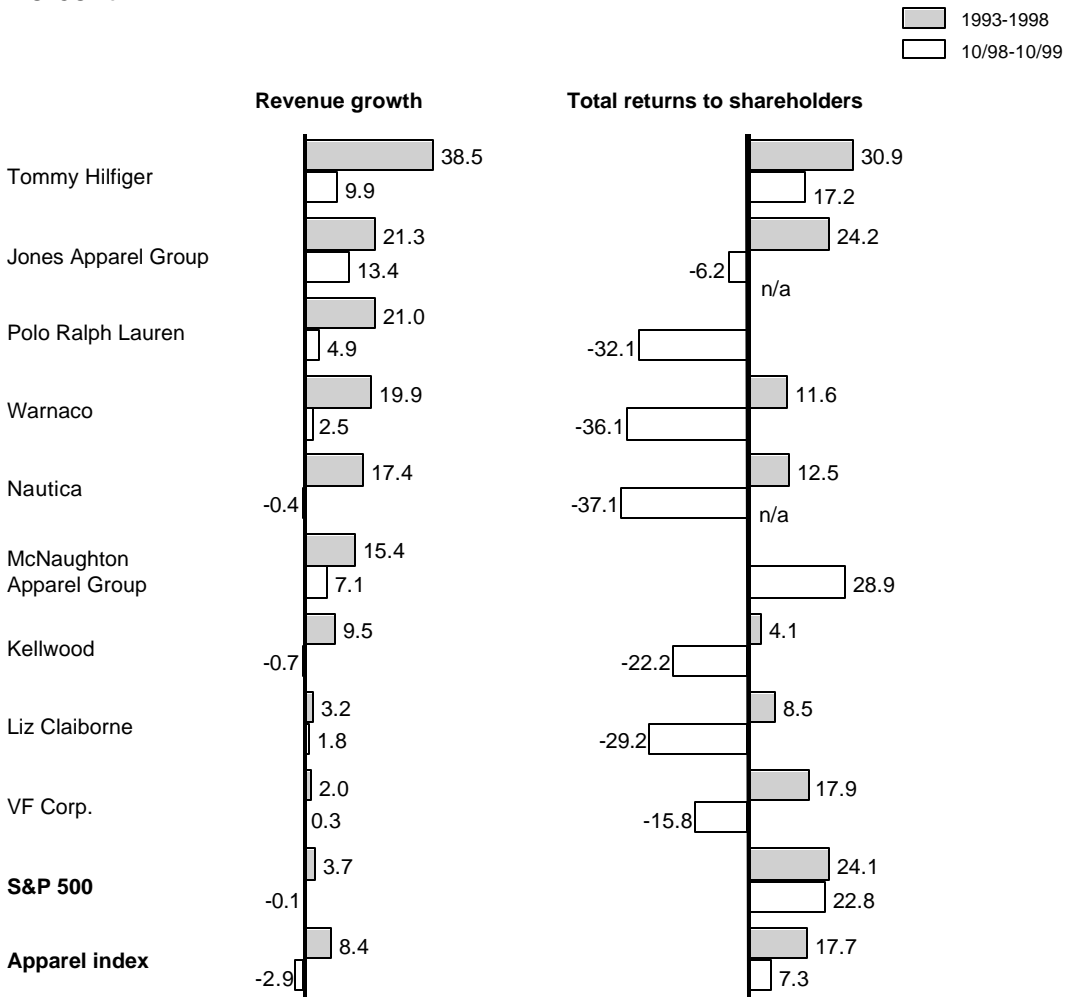 1993-1998
10/98-10/99
Revenue growth Total returns to shareholders
38.5 30.9
Tommy Hilfiger
9.9 17.2
21.3 24.2
Jones Apparel Group
13.4 -6.2
n/a
21.0
Polo Ralph Lauren
4.9 -32.1
19.9 11.6
Warnaco
2.5 -36.1
17.4 12.5
Nautica
-0.4 -37.1
n/a
15.4
McNaughton
Apparel Group
7.1 28.9
9.5 4.1
Kellwood
-0.7 -22.2
3.2 8.5
Liz Claiborne
1.8 -29.2
2.0 17.9
VF Corp.
0.3 -15.8
3.7 24.1
S&P 500
-0.1 22.8
8.4 17.7
Apparel index
-2.9 7.3